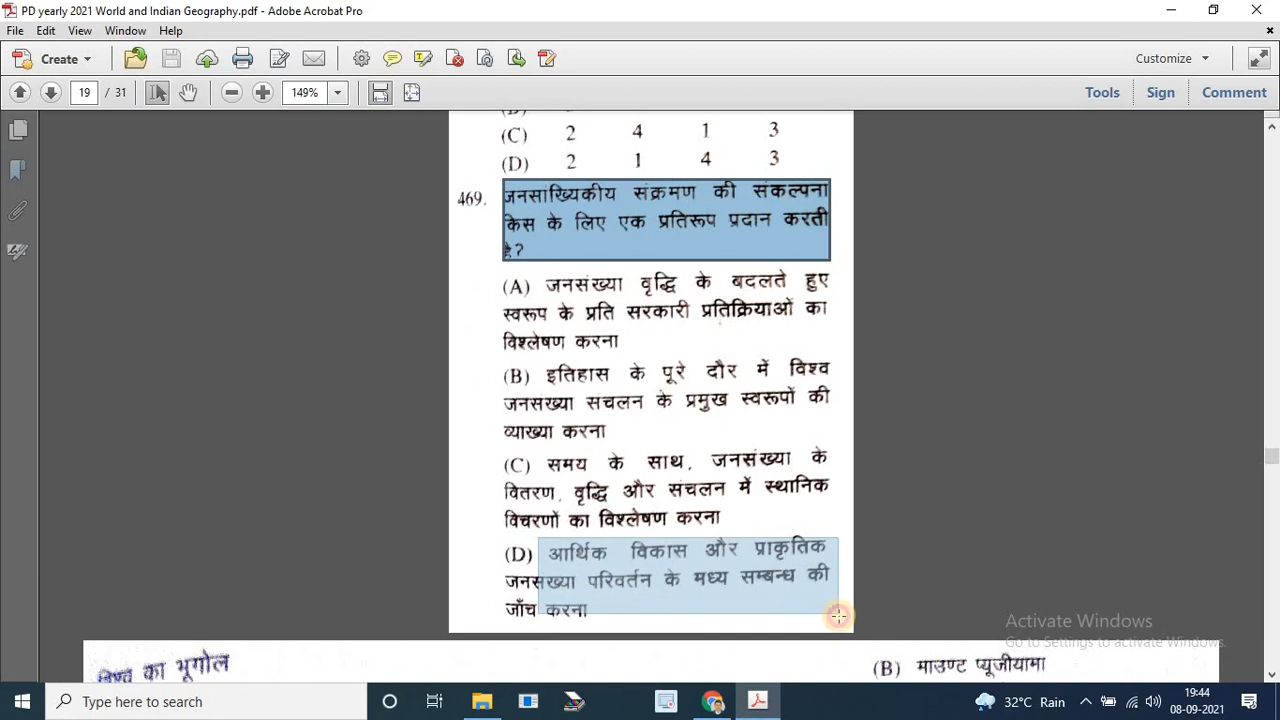 PD yearly 2021 World and Indian Geography.pdf - Adobe Acrobat Pro
File Edit View Window Help
Create Customize
19 / 31 149% Tools Sign Comment
(C) 2 4 1 3
(D) 2 1 4 3
469. जनसांख्यिकीय संक्रमण की संकल्पना
केस के लिए एक प्रतिरूप प्रदान करती
है?
(A) जनसंख्या वृद्धि के बदलते हुए
स्वरूप के प्रति सरकारी प्रतिक्रियाओं का
विश्लेषण करना
(B) इतिहास के पूरे दौर में विश्व
जनसंख्या सचलन के प्रमुख स्वरूपों की
व्याख्या करना
(C) समय के साथ, जनसंख्या के
वितरण, वृद्धि और संचलन में स्थानिक
विचरणों का विश्लेषण करना
(D) आर्थिक विकास और प्राकृतिक
जनसंख्या परिवर्तन के मध्य सम्बन्ध की
जाँच करना
Activate Windows
Go to Settings to activate Windows.
विश्व का भूगोल
(B) माउण्ट फ्यूजीयामा
Type here to search
32°C Rain
19:44
08-09-2021